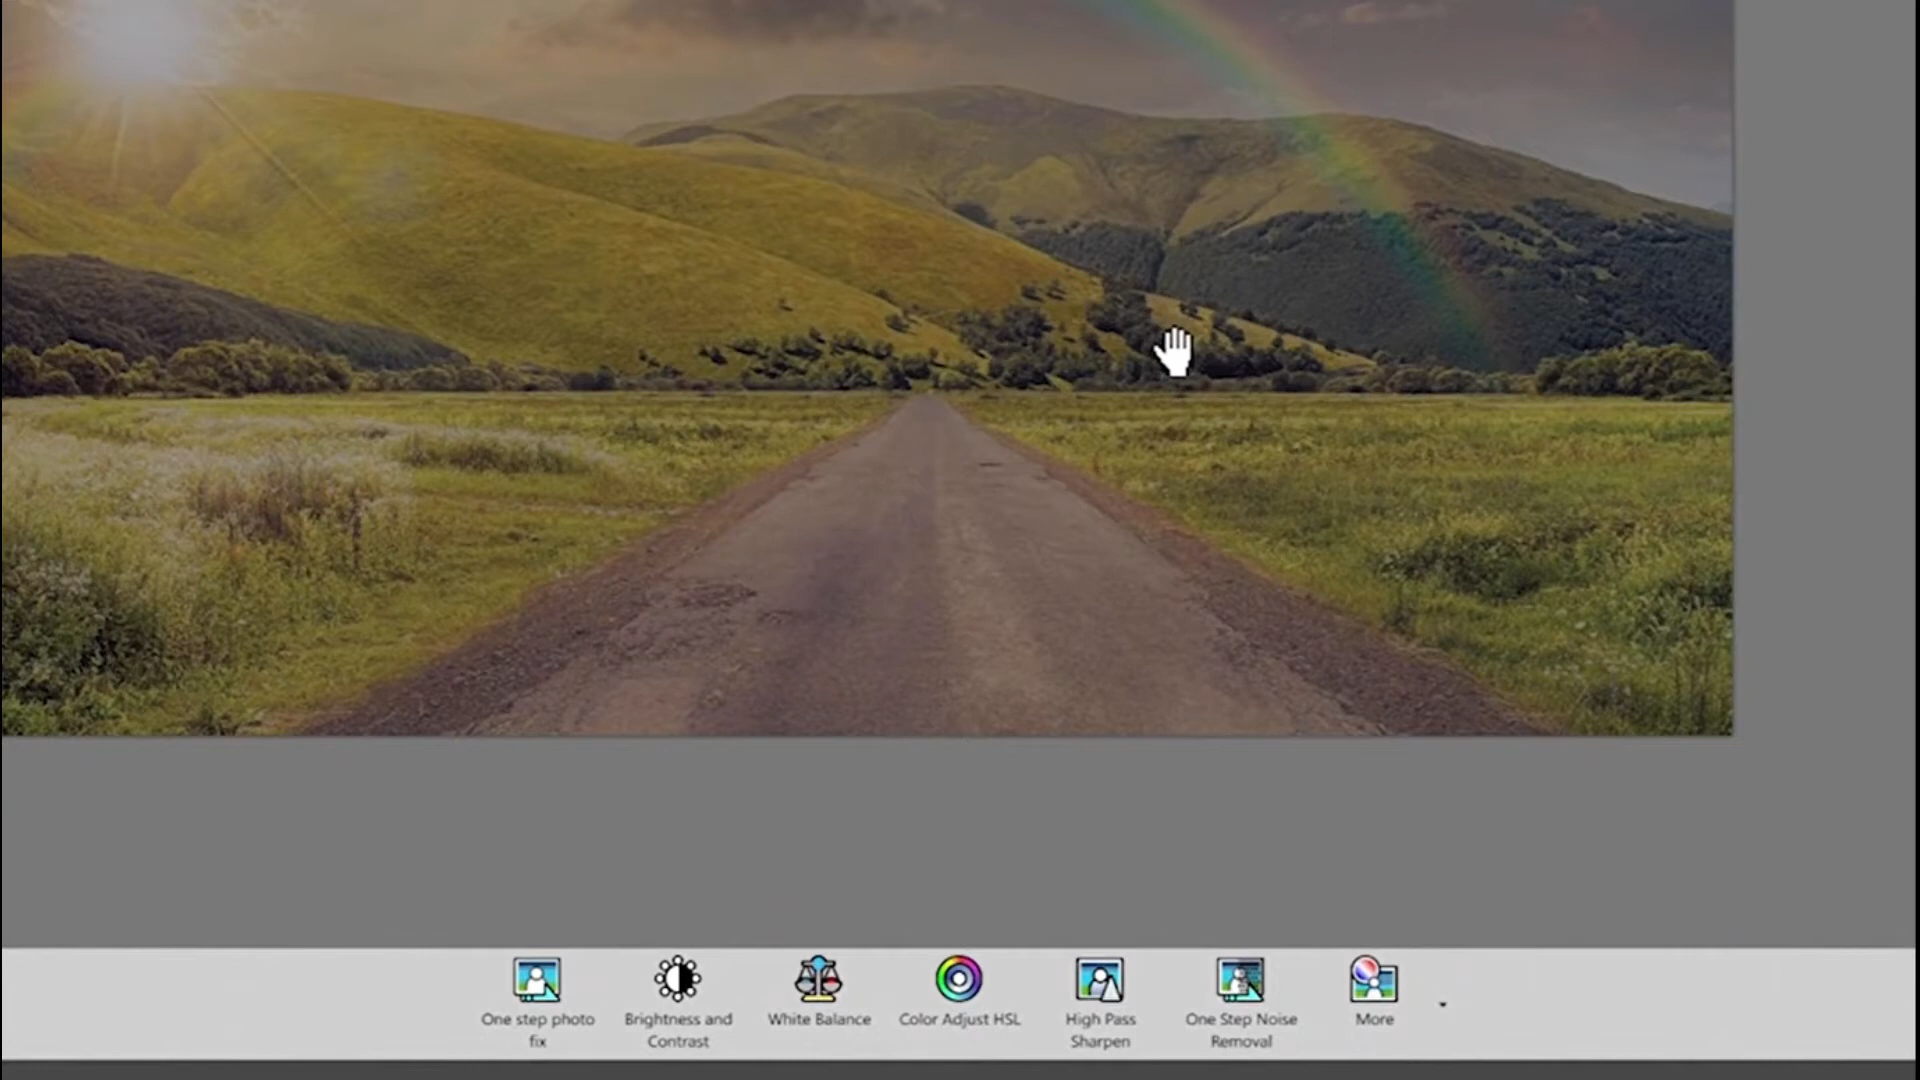 One step photo
fix
Brightness and
Contrast
White Balance
Color Adjust HSL
High Pass
Sharpen
One Step Noise
Removal
More